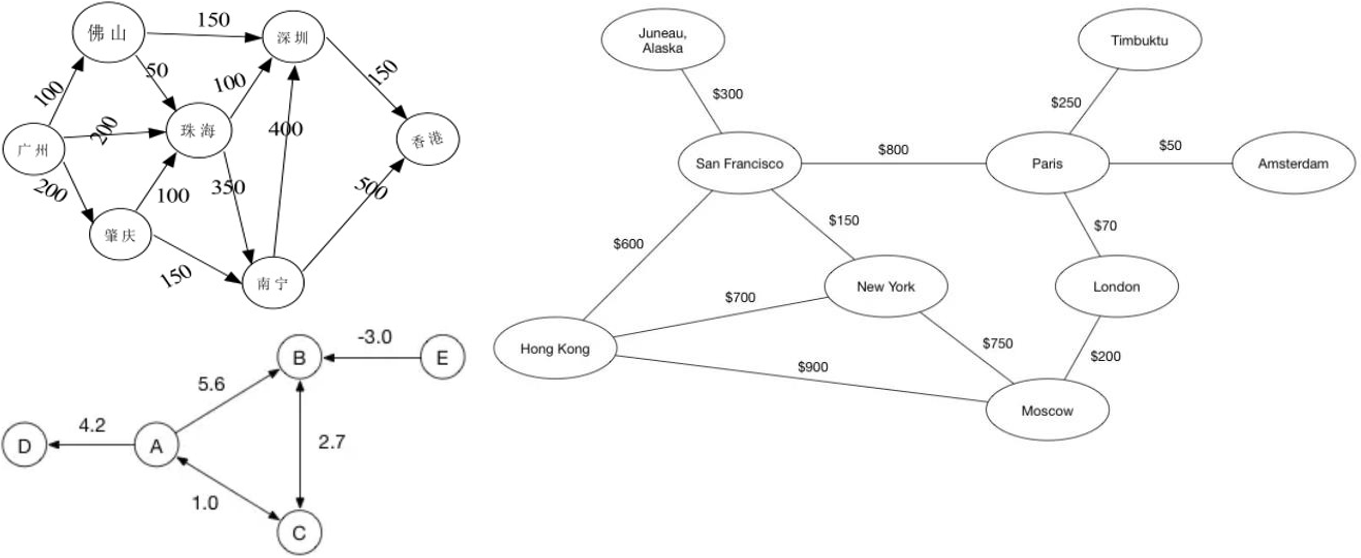 佛山
150
深圳
100
50
100
150
广州
200
珠海
400
香港
200
100
350
500
肇庆
150
南宁
B
-3.0
E
5.6
D
4.2
A
2.7
1.0
C
Juneau,
Alaska
Timbuktu
$300
$250
San Francisco
$800
Paris
$50
Amsterdam
$600
$150
$70
New York
London
$700
Hong Kong
$750
$200
$900
Moscow